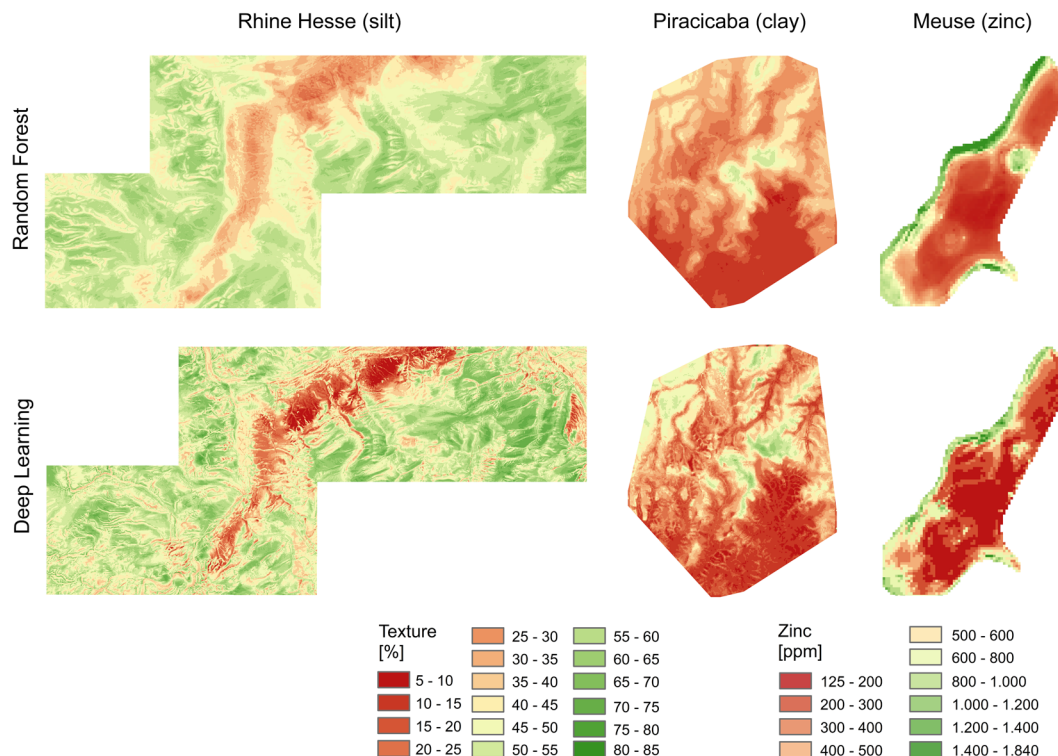 Rhine Hesse (silt)
Piracicaba (clay)
Meuse (zinc)
Random Forest
Deep Learning
Texture
[%]
5 - 10
10 - 15
15 - 20
20 - 25
25 - 30
30 - 35
35 - 40
40 - 45
45 - 50
50 - 55
55 - 60
60 - 65
65 - 70
70 - 75
75 - 80
80 - 85
Zinc
[ppm]
125 - 200
200 - 300
300 - 400
400 - 500
500 - 600
600 - 800
800 - 1.000
1.000 - 1.200
1.200 - 1.400
1.400 - 1.840